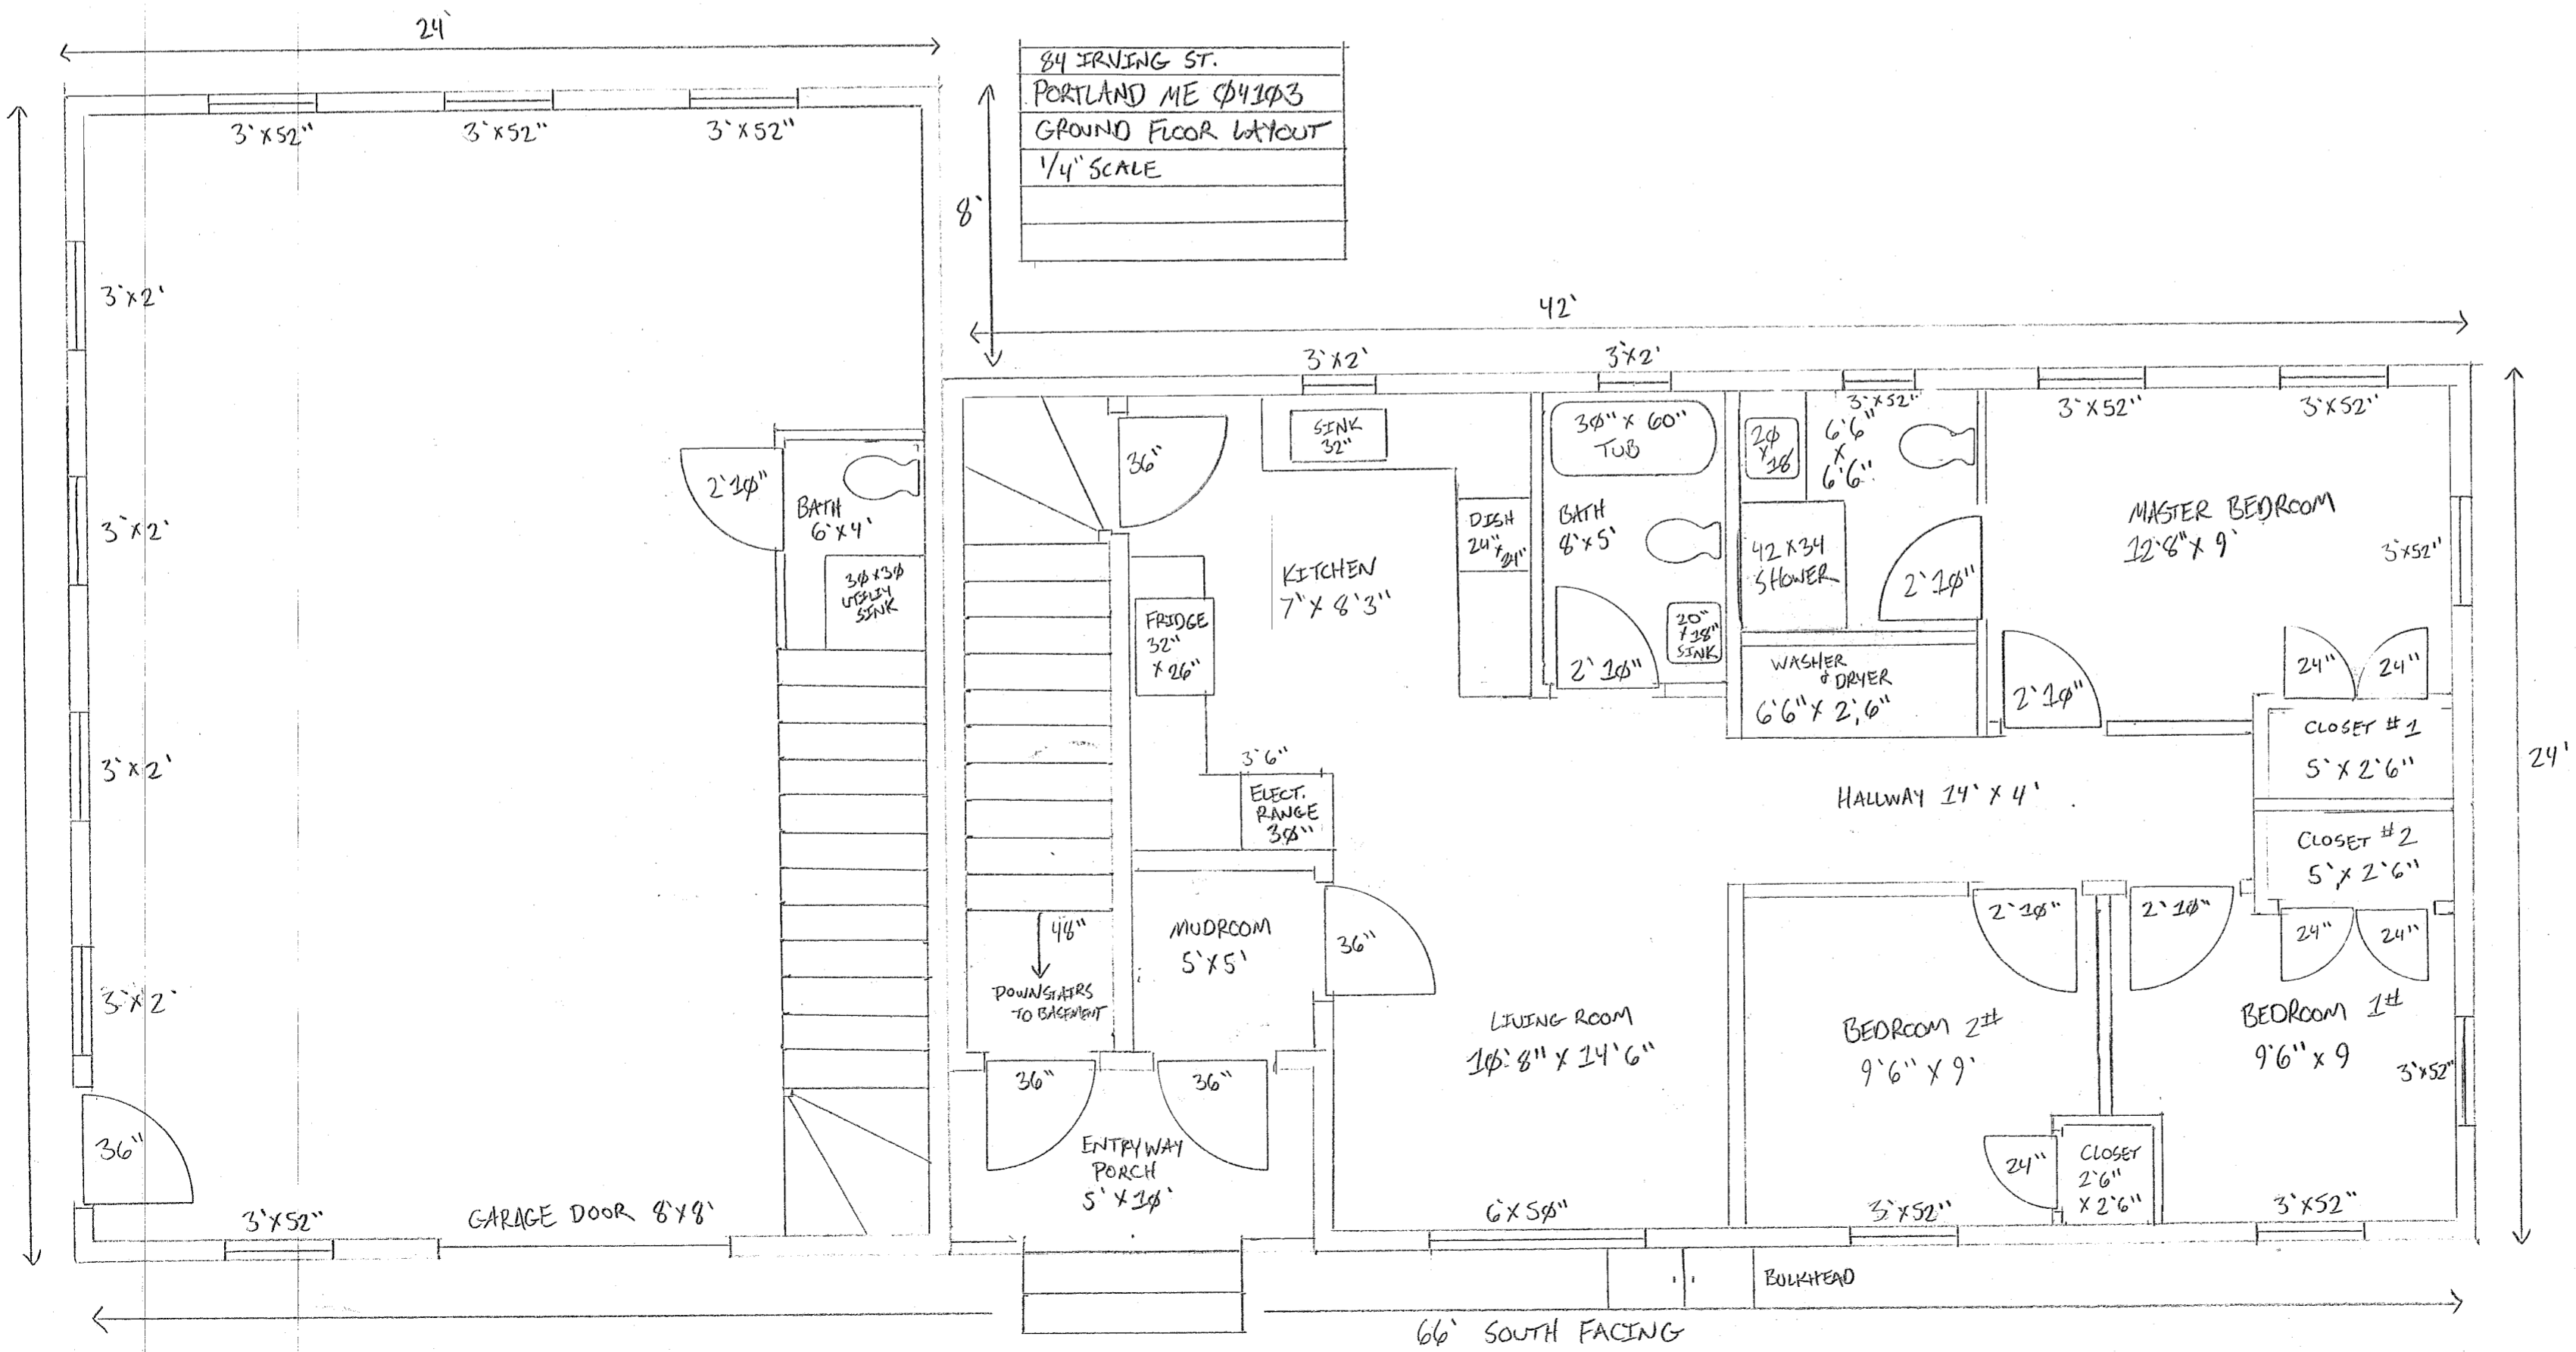 24'
84 IRVING ST.
PORTLAND ME Ø41Ø3
GROUND FLOOR LAYOUT
1/4" SCALE
8'
3'X52"
3'X52"
3'X52"
3'X2'
3'X2'
3'X2'
3'X2'
36"
3'X52"
GARAGE DOOR 8'X8'
2'1Ø"
BATH
6'X4'
3Ø X3Ø
UTILIY
SINK
42'
3'X2'
3'X2'
3'X52"
3'X52"
3'X52"
36"
SINK
32"
KITCHEN
7' X 8'3"
DISH
24"
X 24"
FRIDGE
32"
X 26"
3'6"
ELECT.
RANGE
3Ø"
3Ø" X 60"
TUB
BATH
8'X5'
2'1Ø"
20"
X18"
SINK
2Ø
X
18
6'6"
X
6'6"
42 X34
SHOWER
2'1Ø"
WASHER
& DRYER
6'6" X 2'6"
MASTER BEDROOM
12'8" X 9'
3'X52"
2'1Ø"
24"
24"
CLOSET #1
5' X 2'6"
HALLWAY 14' X 4'
CLOSET #2
5' X 2'6"
24'
48"
DOWNSTAIRS
TO BASEMENT
MUDROOM
5'X5'
36"
36"
36"
ENTRYWAY
PORCH
5' X 1Ø'
LIVING ROOM
1Ø'8" X 14'6"
6X5Ø"
2'1Ø"
BEDROOM 2#
9'6" X 9'
3'X52"
24"
CLOSET
2'6"
X 2'6"
2'1Ø"
24"
24"
BEDROOM 1#
9'6" X 9
3'X52"
3'X52"
BULKHEAD
66' SOUTH FACING